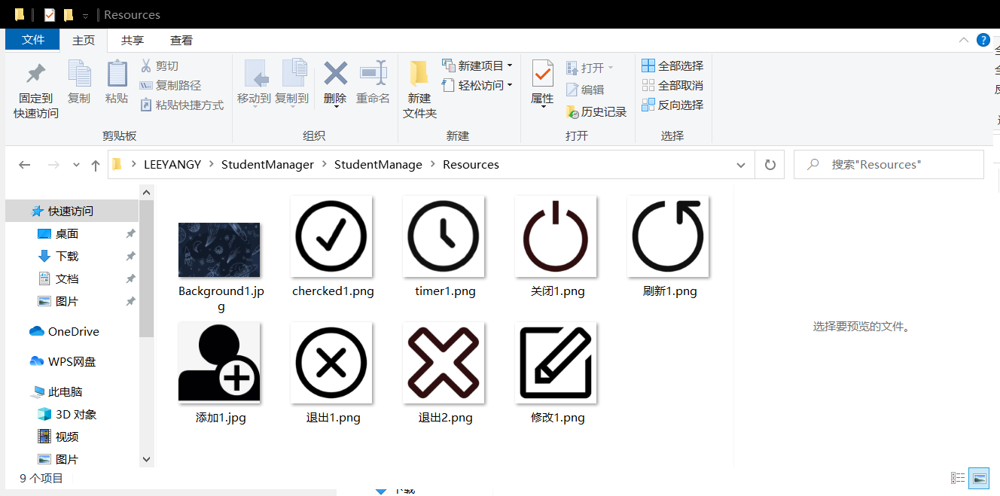 Resources
文件 主页 共享 查看
固定到
快速访问
复制
粘贴
剪切
复制路径
粘贴快捷方式
剪贴板
移动到
复制到
删除
重命名
组织
新建
文件夹
新建项目
轻松访问
新建
属性
打开
编辑
历史记录
打开
全部选择
全部取消
反向选择
选择
LEEYANGY StudentManager StudentManage Resources
搜索"Resources"
快速访问
桌面
下载
文档
图片
OneDrive
WPS网盘
此电脑
3D 对象
视频
图片
Background1.jp
g
chercked1.png
timer1.png
关闭1.png
刷新1.png
添加1.jpg
退出1.png
退出2.png
修改1.png
选择要预览的文件。
9 个项目